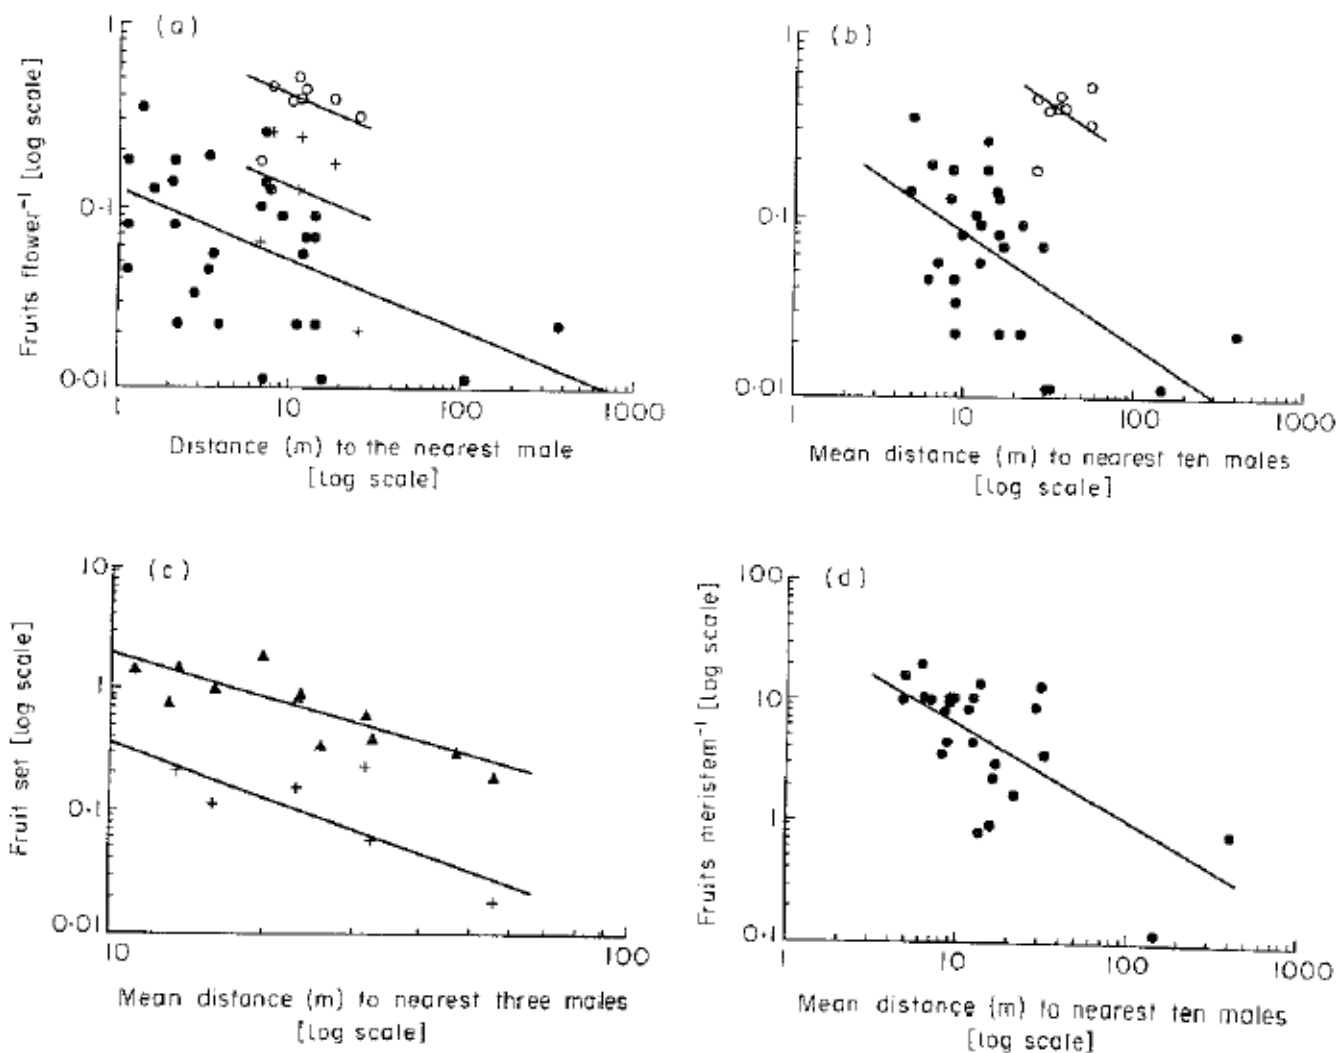 (a)
1
0·1
0·01
Fruits flower⁻¹ [log scale]
1 10 100 1000
Distance (m) to the nearest male
[log scale]
(b)
1
0·1
0·01
1 10 100 1000
Mean distance (m) to nearest ten males
[log scale]
(c)
10
1
0·1
0·01
Fruit set [log scale]
10 100
Mean distance (m) to nearest three males
[log scale]
(d)
100
10
1
0·1
Fruits meristem⁻¹ [log scale]
1 10 100 1000
Mean distance (m) to nearest ten males
[log scale]